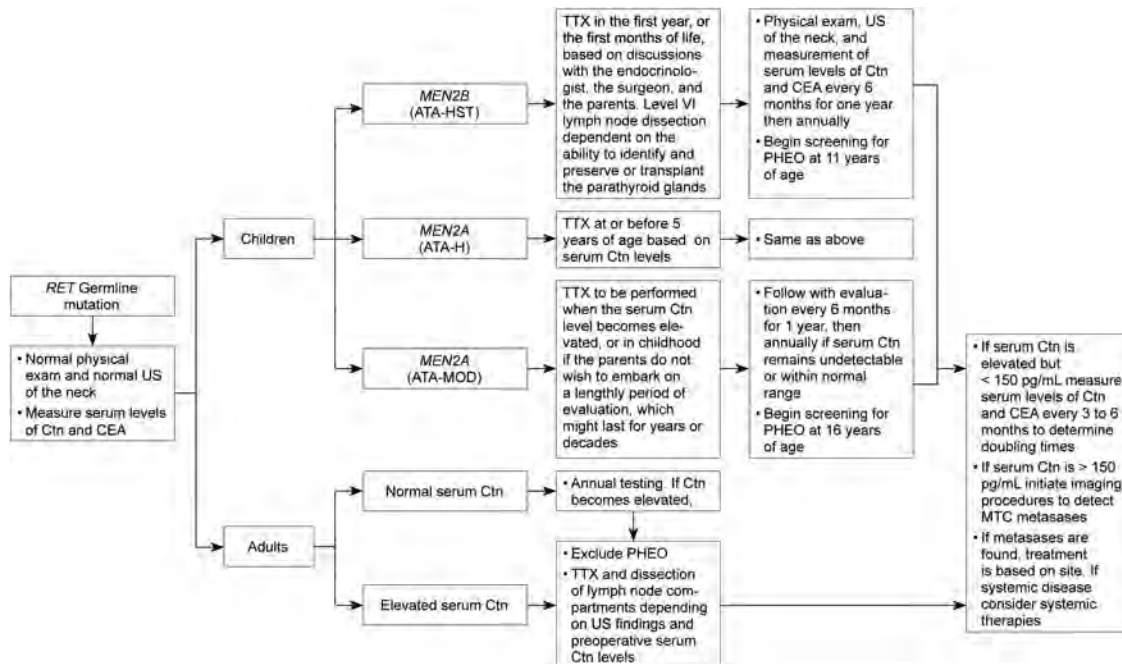 RET Germline
mutation
• Normal physical
exam and normal US
of the neck
• Measure serum levels
of Ctn and CEA
Children
Adults
MEN2B
(ATA-HST)
MEN2A
(ATA-H)
MEN2A
(ATA-MOD)
Normal serum Ctn
Elevated serum Ctn
TTX in the first year, or
the first months of life,
based on discussions
with the endocrinolo-
gist, the surgeon, and
the parents. Level VI
lymph node dissection
dependent on the
ability to identify and
preserve or transplant
the parathyroid glands
TTX at or before 5
years of age based on
serum Ctn levels
TTX to be performed
when the serum Ctn
level becomes ele-
vated, or in childhood
if the parents do not
wish to embark on
a lengthly period of
evaluation, which
might last for years or
decades
• Annual testing. If Ctn
becomes elevated,
• Exclude PHEO
• TTX and dissection
of lymph node com-
partments depending
on US findings and
preoperative serum
Ctn levels
• Physical exam, US
of the neck, and
measurement of
serum levels of Ctn
and CEA every 6
months for one year
then annually
• Begin screening for
PHEO at 11 years
of age
• Same as above
• Follow with evalua-
tion every 6 months
for 1 year, then
annually if serum Ctn
remains undetectable
or within normal
range
• Begin screening for
PHEO at 16 years
of age
• If serum Ctn is
elevated but
< 150 pg/mL measure
serum levels of Ctn
and CEA every 3 to 6
months to determine
doubling times
• If serum Ctn is > 150
pg/mL initiate imaging
procedures to detect
MTC metasases
• If metasases are
found, treatment
is based on site. If
systemic disease
consider systemic
therapies